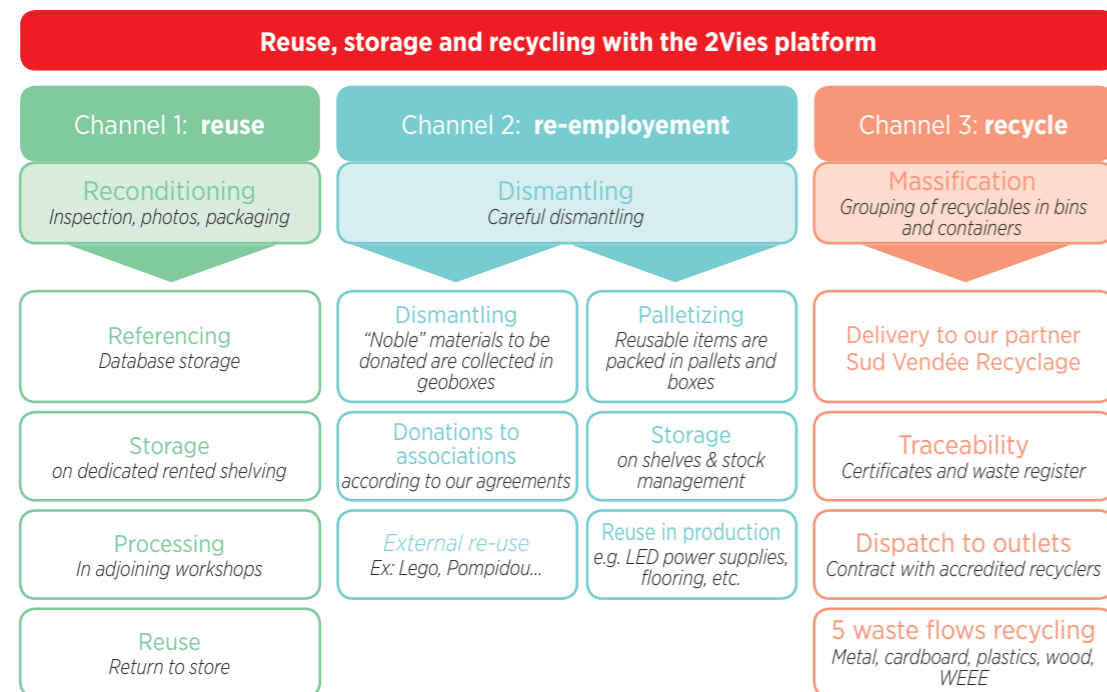 Reuse, storage and recycling with the 2Vies platform
Channel 1: reuse
Reconditioning
Inspection, photos, packaging
Referencing
Database storage
Storage
on dedicated rented shelving
Processing
In adjoining workshops
Reuse
Return to store
Channel 2: re-employement
Dismantling
Careful dismantling
Dismantling
“Noble” materials to be
donated are collected in
geoboxes
Donations to
associations
according to our agreements
External re-use
Ex: Lego, Pompidou...
Palletizing
Reusable items are
packed in pallets and
boxes
Storage
on shelves & stock
management
Reuse in production
e.g. LED power supplies,
flooring, etc.
Channel 3: recycle
Massification
Grouping of recyclables in bins
and containers
Delivery to our partner
Sud Vendée Recyclage
Traceability
Certificates and waste register
Dispatch to outlets
Contract with accredited recyclers
5 waste flows recycling
Metal, cardboard, plastics, wood,
WEEE